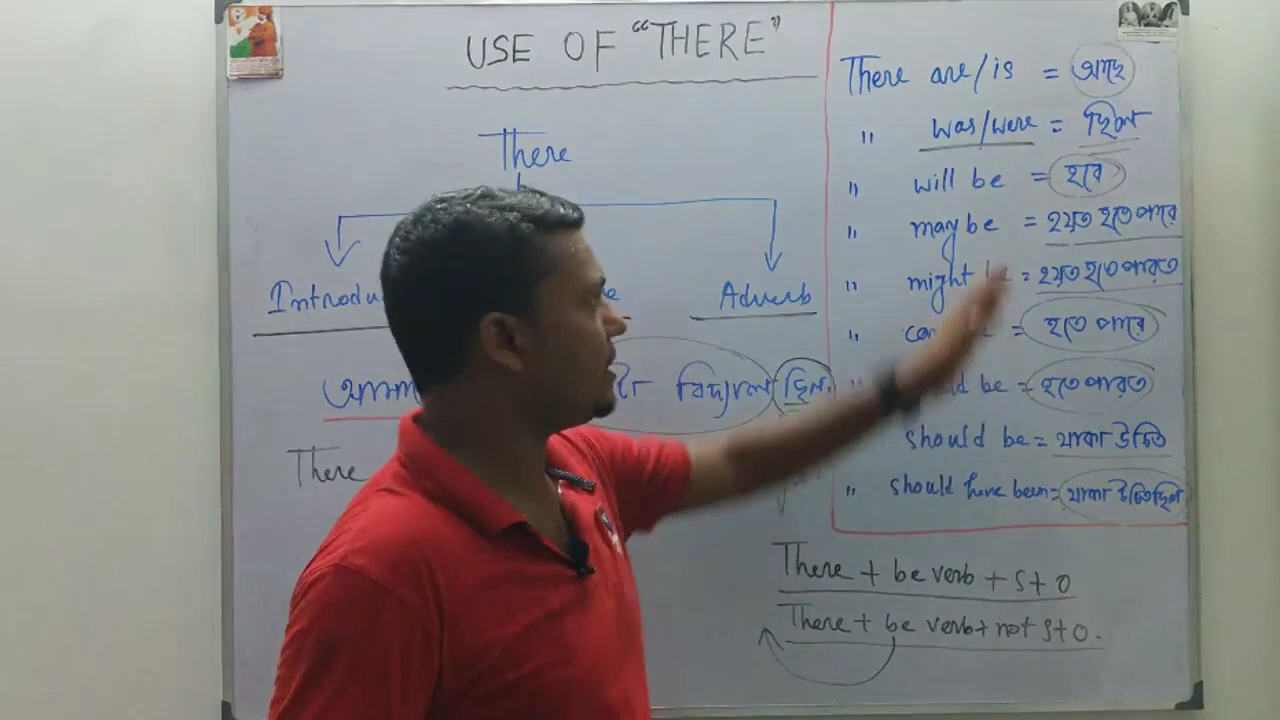 USE OF "THERE"
There
Adverb
বিদ্যালয় ছিল.
There
There are/is = আছে
" was/were = ছিল
" will be = হবে
" may be = হয়ত হতে পারে
" might be = হয়ত হতে পারত
" = হতে পারে
" be = হতে পারত
should be = থাকা উচিত
" should have been = থাকা উচিত ছিল
There + be verb + S + O
There + be verb + not S + O.